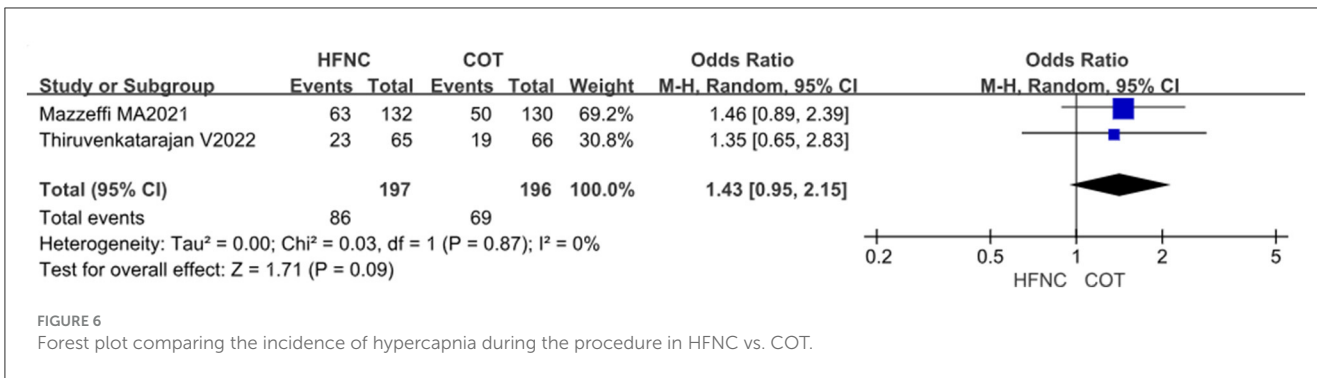 HFNC COT Odds Ratio Odds Ratio
Study or Subgroup Events Total Events Total Weight M-H, Random, 95% CI M-H, Random, 95% CI
Mazzeffi MA2021 63 132 50 130 69.2% 1.46 [0.89, 2.39]
Thiruvenkatarajan V2022 23 65 19 66 30.8% 1.35 [0.65, 2.83]
Total (95% CI) 197 196 100.0% 1.43 [0.95, 2.15]
Total events 86 69
Heterogeneity: Tau² = 0.00; Chi² = 0.03, df = 1 (P = 0.87); I² = 0%
Test for overall effect: Z = 1.71 (P = 0.09)
0.2 0.5 1 2 5
HFNC COT
FIGURE 6
Forest plot comparing the incidence of hypercapnia during the procedure in HFNC vs. COT.